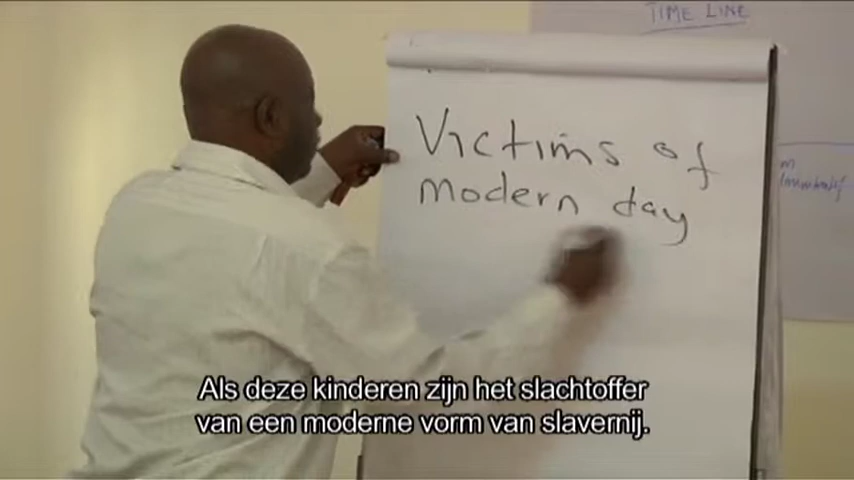 TIME LINE
Victims of
modern day
Als deze kinderen zijn het slachtoffer
van een moderne vorm van slavernij.